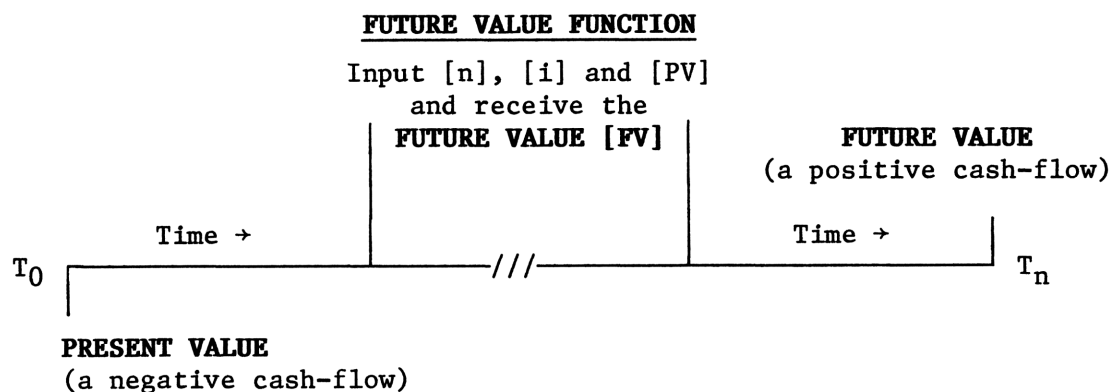 FUTURE VALUE FUNCTION
Input [n], [i] and [PV]
and receive the
FUTURE VALUE [FV]
FUTURE VALUE
(a positive cash-flow)
Time →
Time →
T0
///
Tn
PRESENT VALUE
(a negative cash-flow)